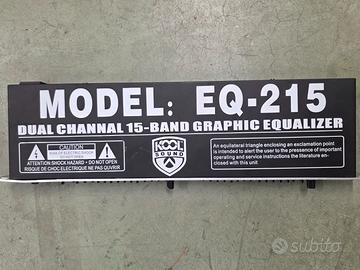 MODEL: EQ-215
DUAL CHANNAL 15-BAND GRAPHIC EQUALIZER
CAUTION
RISK OF ELECTRIC SHOCK
DO NOT OPEN
ATTENTION SHOCK HAZARD - DO NOT OPEN
RISQUE DE CHOC ELECTRIQUE NE PAS OUVRIR
KOOL
SOUND
An equilateral triangle enclosing an exclamation point
is intended to alert the user to the presence of important
operating and service instructions the literature en-
closed with this unit.
subito